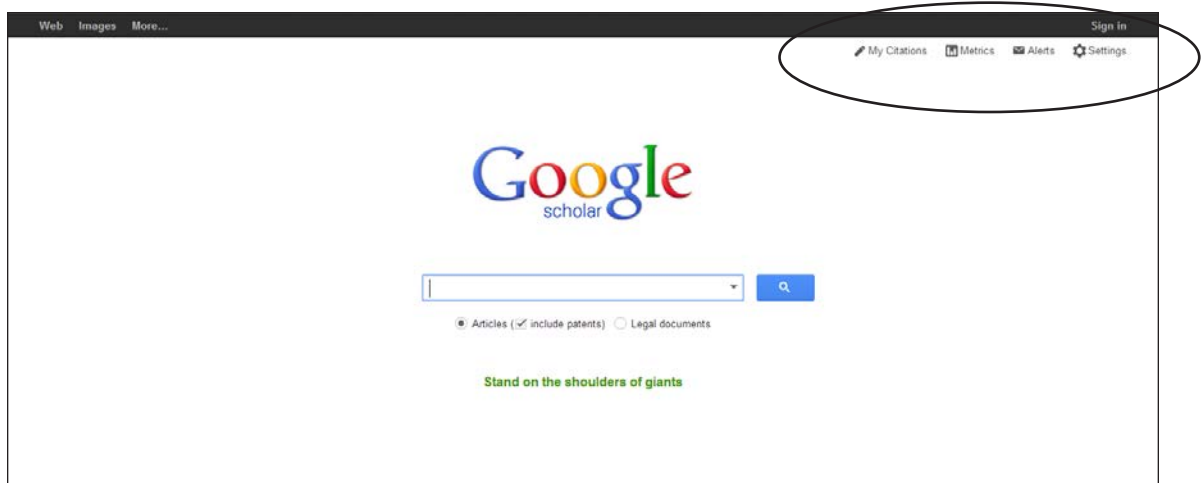 Web Images More... Sign in
My Citations Metrics Alerts Settings
Google
scholar
Articles (include patents) Legal documents
Stand on the shoulders of giants